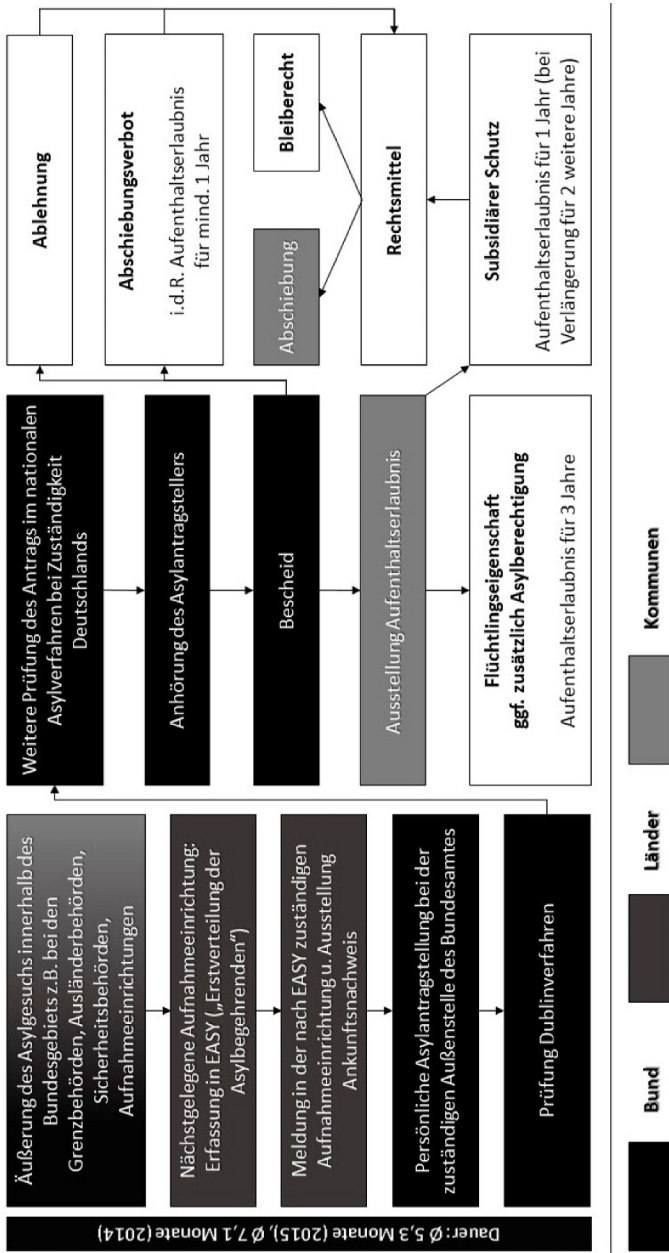 Dauer: Ø 5,3 Monate (2015), Ø 7,1 Monate (2014)
Äußerung des Asylgesuchs innerhalb des
Bundesgebiets z.B. bei den
Grenzbehörden, Ausländerbehörden,
Sicherheitsbehörden,
Aufnahmeeinrichtungen
Nächstgelegene Aufnahmeeinrichtung:
Erfassung in EASY („Erstverteilung der
Asylbegehrenden“)
Meldung in der nach EASY zuständigen
Aufnahmeeinrichtung u. Ausstellung
Ankunftsnachweis
Persönliche Asylantragstellung bei der
zuständigen Außenstelle des Bundesamtes
Prüfung Dublinverfahren
Weitere Prüfung des Antrags im nationalen
Asylverfahren bei Zuständigkeit
Deutschlands
Anhörung des Asylantragstellers
Bescheid
Ausstellung Aufenthaltserlaubnis
Flüchtlingseigenschaft
ggf. zusätzlich Asylberechtigung
Aufenthaltserlaubnis für 3 Jahre
Ablehnung
Abschiebungsverbot
i.d.R. Aufenthaltserlaubnis
für mind. 1 Jahr
Abschiebung
Bleiberecht
Rechtsmittel
Subsidiärer Schutz
Aufenthaltserlaubnis für 1 Jahr (bei
Verlängerung für 2 weitere Jahre)
Bund
Länder
Kommunen